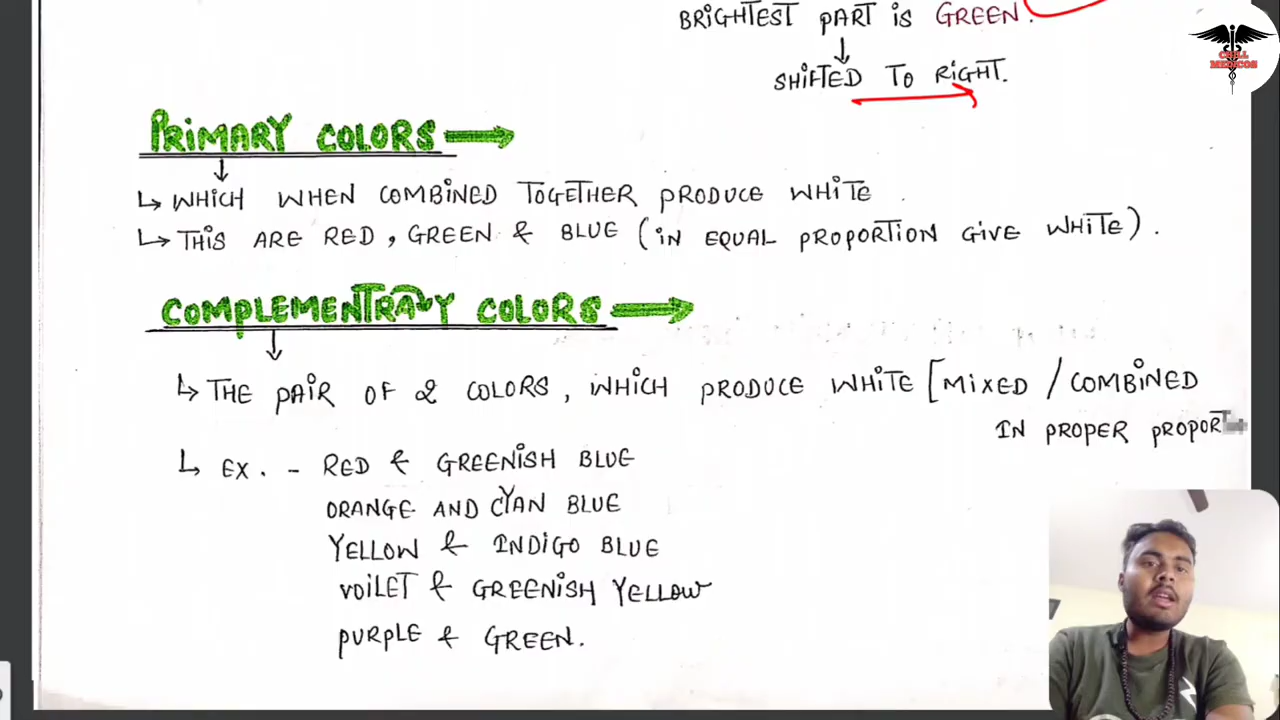 BRIGHTEST PART IS GREEN.
SHIFTED TO RIGHT.
CHILL
MEDICOS
PRIMARY COLORS
WHICH WHEN COMBINED TOGETHER PRODUCE WHITE.
THIS ARE RED, GREEN & BLUE (IN EQUAL PROPORTION GIVE WHITE).
COMPLEMENTRAY COLORS
THE PAIR OF 2 COLORS, WHICH PRODUCE WHITE [MIXED / COMBINED
IN PROPER
EX. - RED & GREENISH BLUE
ORANGE AND CYAN BLUE
YELLOW & INDIGO BLUE
VOILET & GREENISH YELLOW
PURPLE & GREEN.